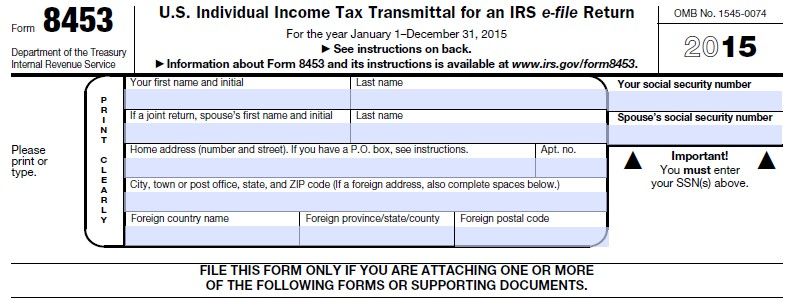 Form 8453
Department of the Treasury
Internal Revenue Service
U.S. Individual Income Tax Transmittal for an IRS e-file Return
For the year January 1–December 31, 2015
▶ See instructions on back.
▶ Information about Form 8453 and its instructions is available at www.irs.gov/form8453.
OMB No. 1545-0074
2015
Please
print or
type.
PRINT CLEARLY
Your first name and initial
Last name
Your social security number
If a joint return, spouse's first name and initial
Last name
Spouse's social security number
Home address (number and street). If you have a P.O. box, see instructions.
Apt. no.
▲ Important! ▲
You must enter
your SSN(s) above.
City, town or post office, state, and ZIP code (If a foreign address, also complete spaces below.)
Foreign country name
Foreign province/state/county
Foreign postal code
FILE THIS FORM ONLY IF YOU ARE ATTACHING ONE OR MORE
OF THE FOLLOWING FORMS OR SUPPORTING DOCUMENTS.